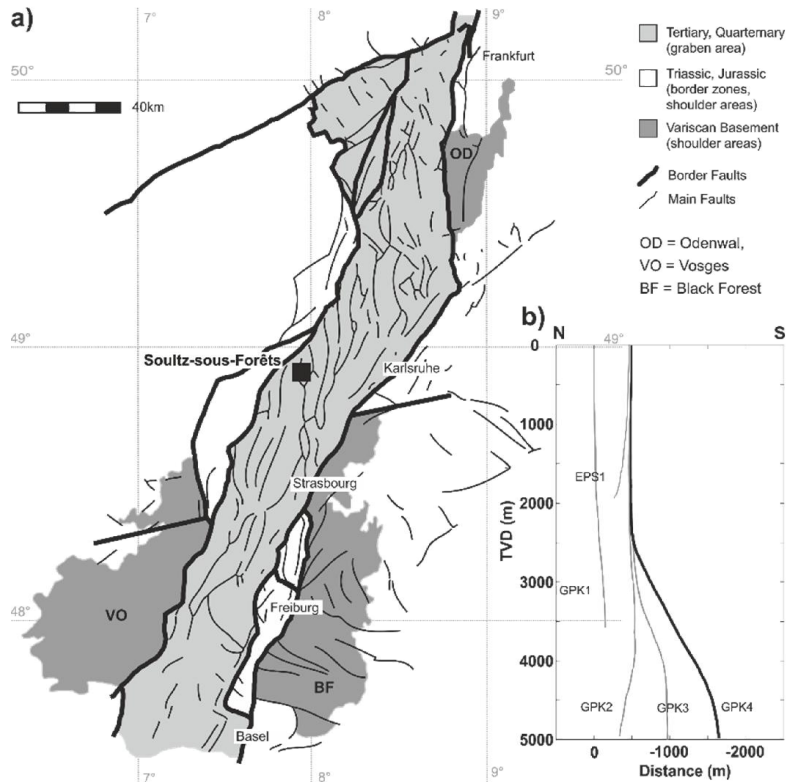 a)
7°
8°
9°
50°
50°
Frankfurt
40km
OD
49°
Soultz-sous-Forêts
Karlsruhe
Strasbourg
VO
48°
Freiburg
BF
Basel
7°
8°
9°
Tertiary, Quarternary
(graben area)
Triassic, Jurassic
(border zones,
shoulder areas)
Variscan Basement
(shoulder areas)
Border Faults
Main Faults
OD = Odenwal,
VO = Vosges
BF = Black Forest
b)
N
49°
S
0
1000
2000
3000
4000
5000
TVD (m)
EPS1
GPK1
GPK2
GPK3
GPK4
0
-1000
-2000
Distance (m)